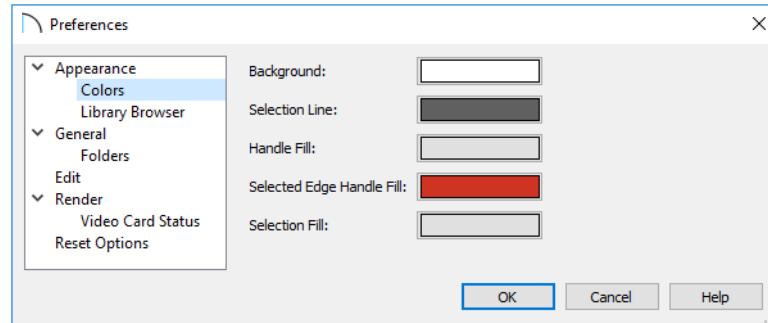 Preferences
Appearance
Colors
Library Browser
General
Folders
Edit
Render
Video Card Status
Reset Options
Background:
Selection Line:
Handle Fill:
Selected Edge Handle Fill:
Selection Fill:
OK Cancel Help